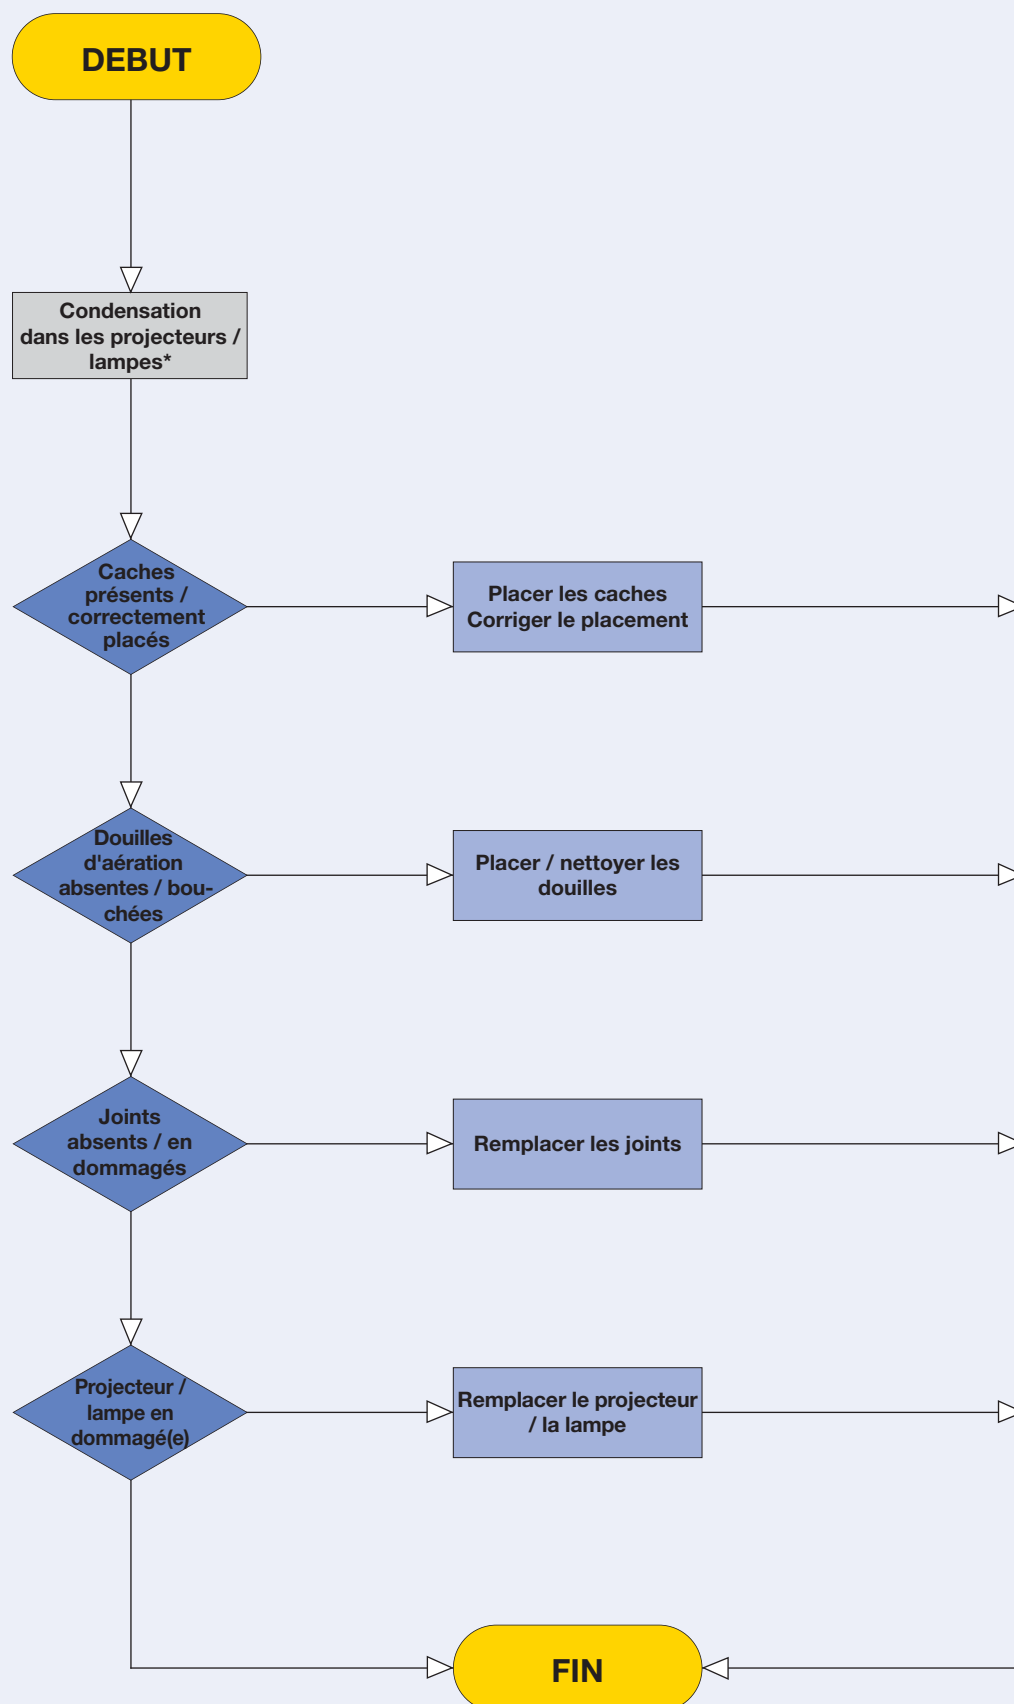 DEBUT
Condensation
dans les projecteurs /
lampes*
Caches
présents /
correctement
placés
Placer les caches
Corriger le placement
Douilles
d'aération
absentes / bou-
chées
Placer / nettoyer les
douilles
Joints
absents / en
dommagés
Remplacer les joints
Projecteur /
lampe en
dommagé(e)
Remplacer le projecteur
/ la lampe
FIN